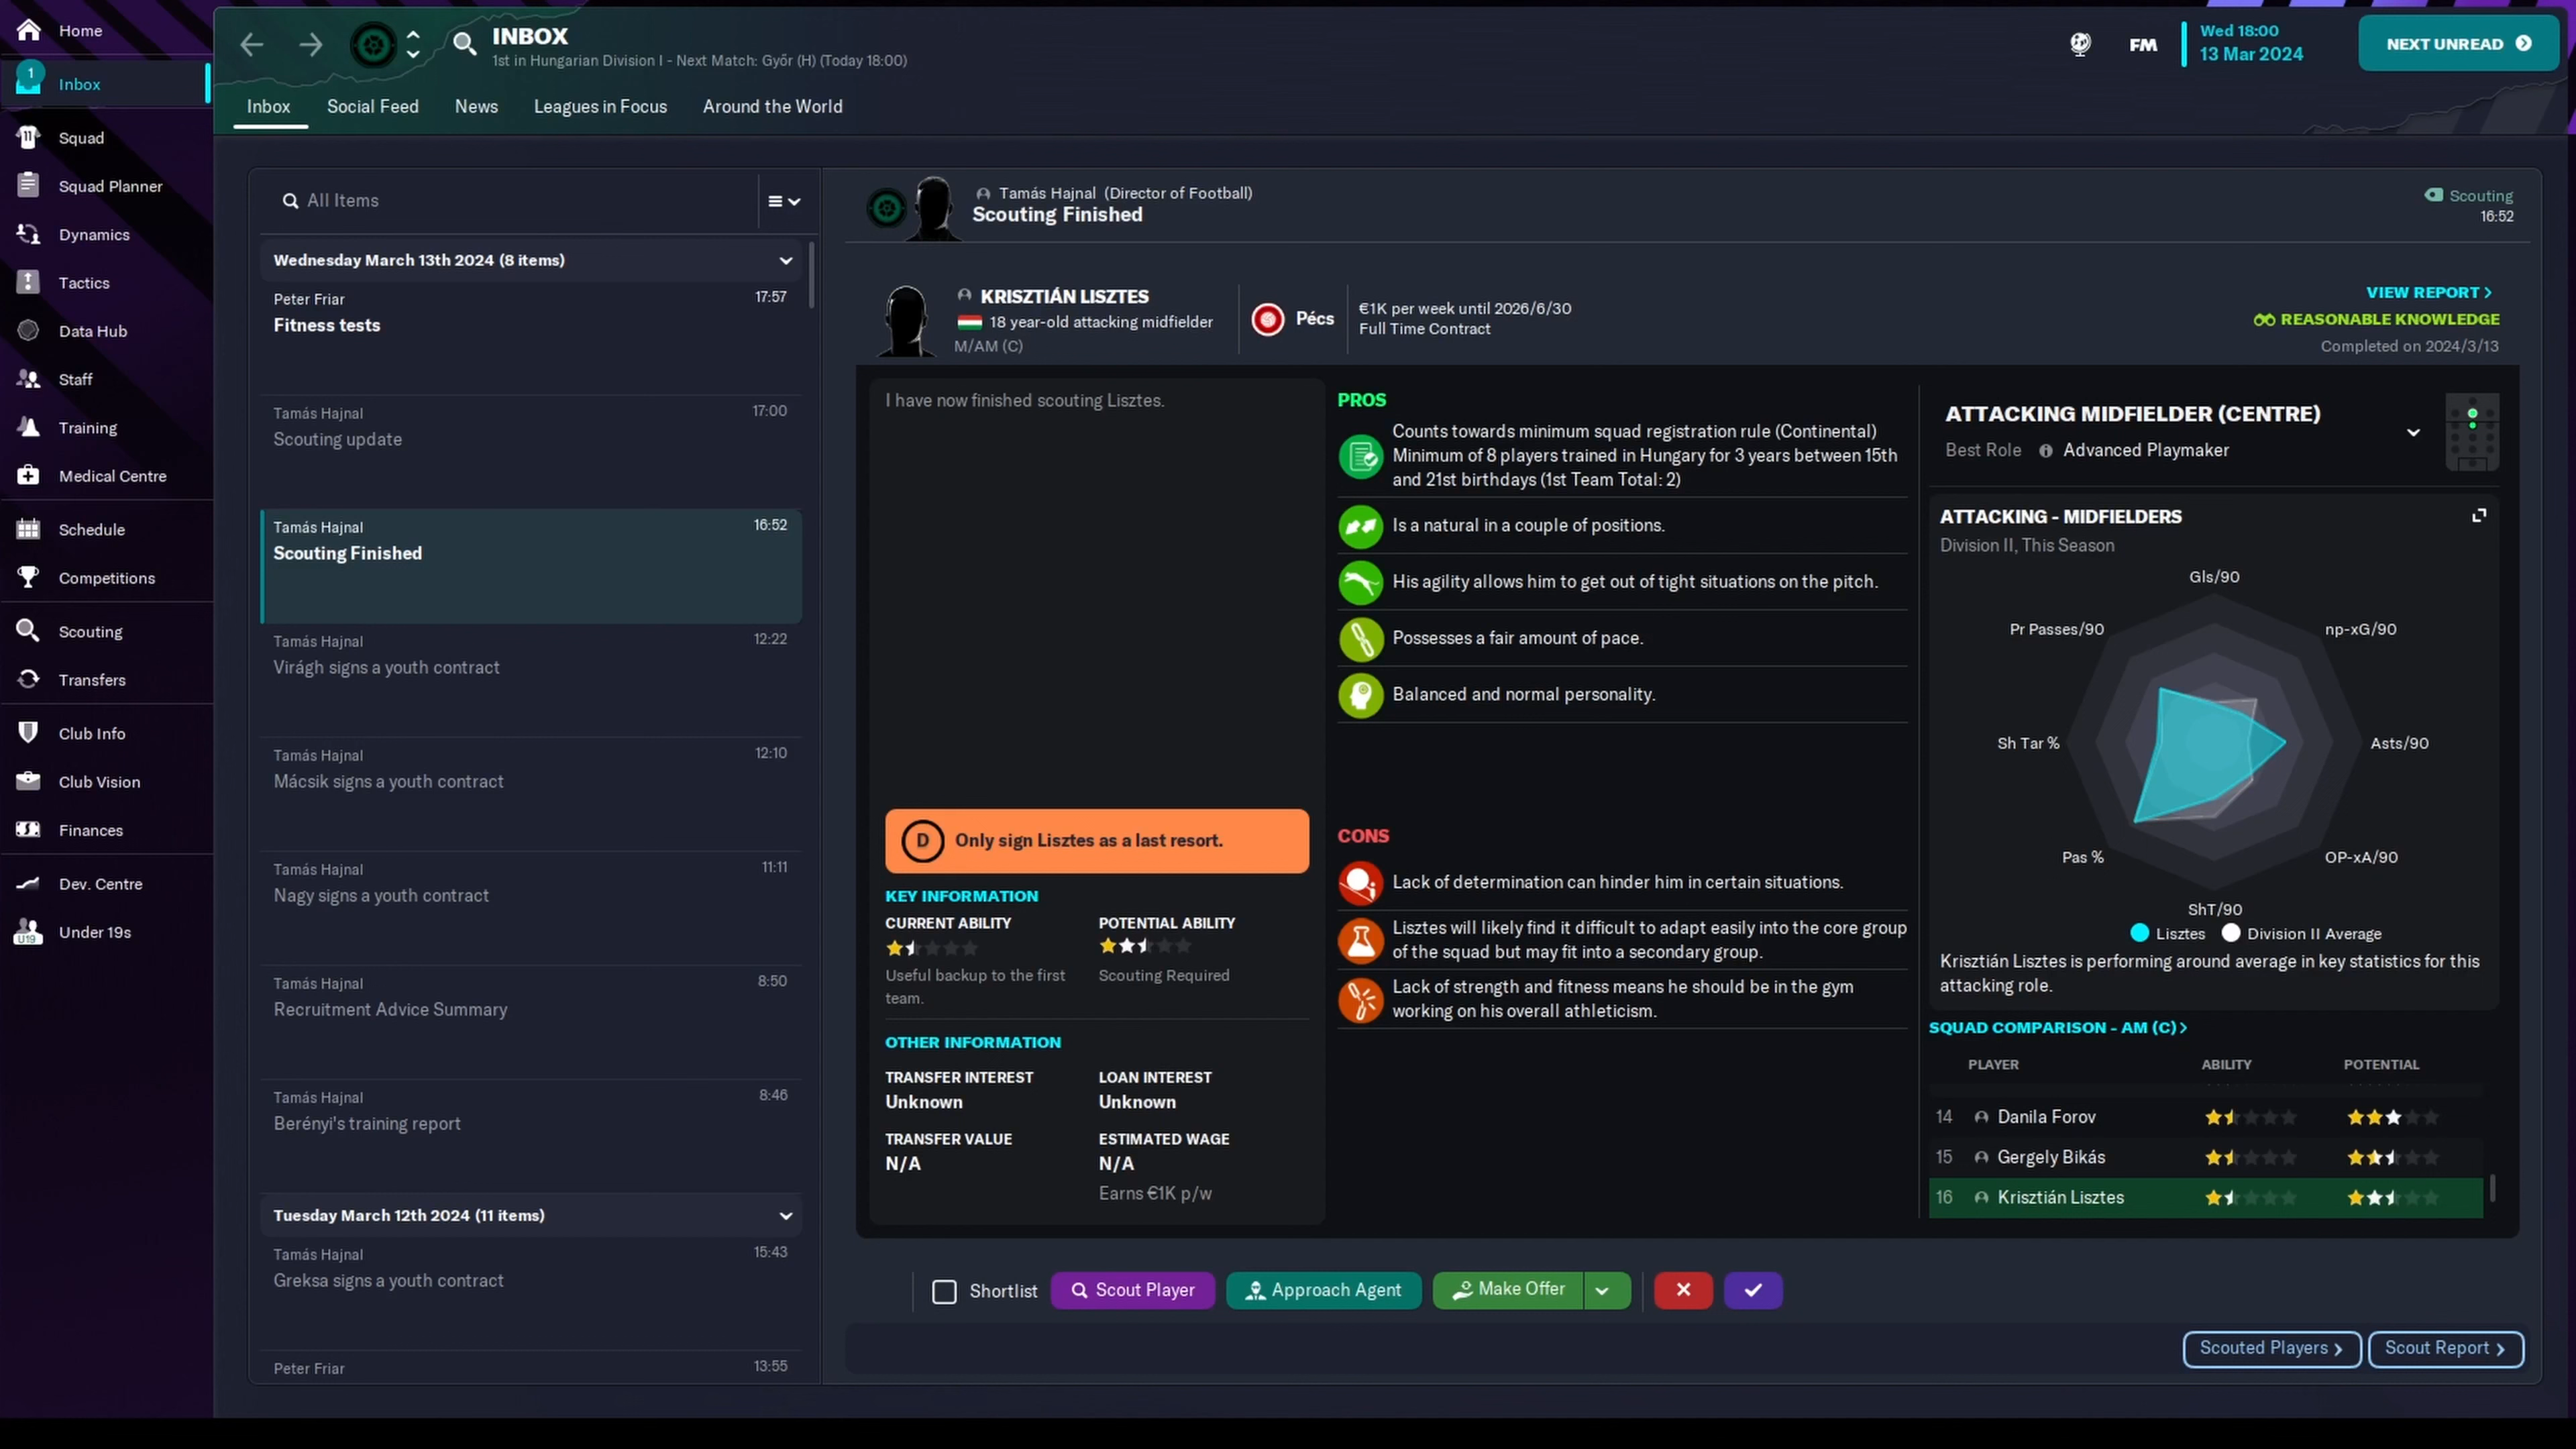 Home
1
Inbox
Squad
Squad Planner
Dynamics
Tactics
Data Hub
Staff
Training
Medical Centre
Schedule
Competitions
Scouting
Transfers
Club Info
Club Vision
Finances
Dev. Centre
U19
Under 19s
INBOX
1st in Hungarian Division I - Next Match: Győr (H) (Today 18:00)
FM
Wed 18:00
13 Mar 2024
NEXT UNREAD
Inbox
Social Feed
News
Leagues in Focus
Around the World
All Items
Wednesday March 13th 2024 (8 items)
Peter Friar
17:57
Fitness tests
Tamás Hajnal
17:00
Scouting update
Tamás Hajnal
16:52
Scouting Finished
Tamás Hajnal
12:22
Virágh signs a youth contract
Tamás Hajnal
12:10
Mácsik signs a youth contract
Tamás Hajnal
11:11
Nagy signs a youth contract
Tamás Hajnal
8:50
Recruitment Advice Summary
Tamás Hajnal
8:46
Berényi's training report
Tuesday March 12th 2024 (11 items)
Tamás Hajnal
15:43
Greksa signs a youth contract
Peter Friar
13:55
Tamás Hajnal (Director of Football)
Scouting Finished
Scouting
16:52
KRISZTIÁN LISZTES
18 year-old attacking midfielder
M/AM (C)
Pécs
€1K per week until 2026/6/30
Full Time Contract
VIEW REPORT >
REASONABLE KNOWLEDGE
Completed on 2024/3/13
I have now finished scouting Lisztes.
D
Only sign Lisztes as a last resort.
KEY INFORMATION
CURRENT ABILITY
POTENTIAL ABILITY
Useful backup to the first
team.
Scouting Required
OTHER INFORMATION
TRANSFER INTEREST
LOAN INTEREST
Unknown
Unknown
TRANSFER VALUE
ESTIMATED WAGE
N/A
N/A
Earns €1K p/w
PROS
Counts towards minimum squad registration rule (Continental)
Minimum of 8 players trained in Hungary for 3 years between 15th
and 21st birthdays (1st Team Total: 2)
Is a natural in a couple of positions.
His agility allows him to get out of tight situations on the pitch.
Possesses a fair amount of pace.
Balanced and normal personality.
CONS
Lack of determination can hinder him in certain situations.
Lisztes will likely find it difficult to adapt easily into the core group
of the squad but may fit into a secondary group.
Lack of strength and fitness means he should be in the gym
working on his overall athleticism.
ATTACKING MIDFIELDER (CENTRE)
Best Role
Advanced Playmaker
ATTACKING - MIDFIELDERS
Division II, This Season
Gls/90
Pr Passes/90
np-xG/90
Sh Tar %
Asts/90
Pas %
OP-xA/90
ShT/90
Lisztes
Division II Average
Krisztián Lisztes is performing around average in key statistics for this
attacking role.
SQUAD COMPARISON - AM (C) >
PLAYER
ABILITY
POTENTIAL
14
Danila Forov
15
Gergely Bikás
16
Krisztián Lisztes
Shortlist
Scout Player
Approach Agent
Make Offer
Scouted Players >
Scout Report >